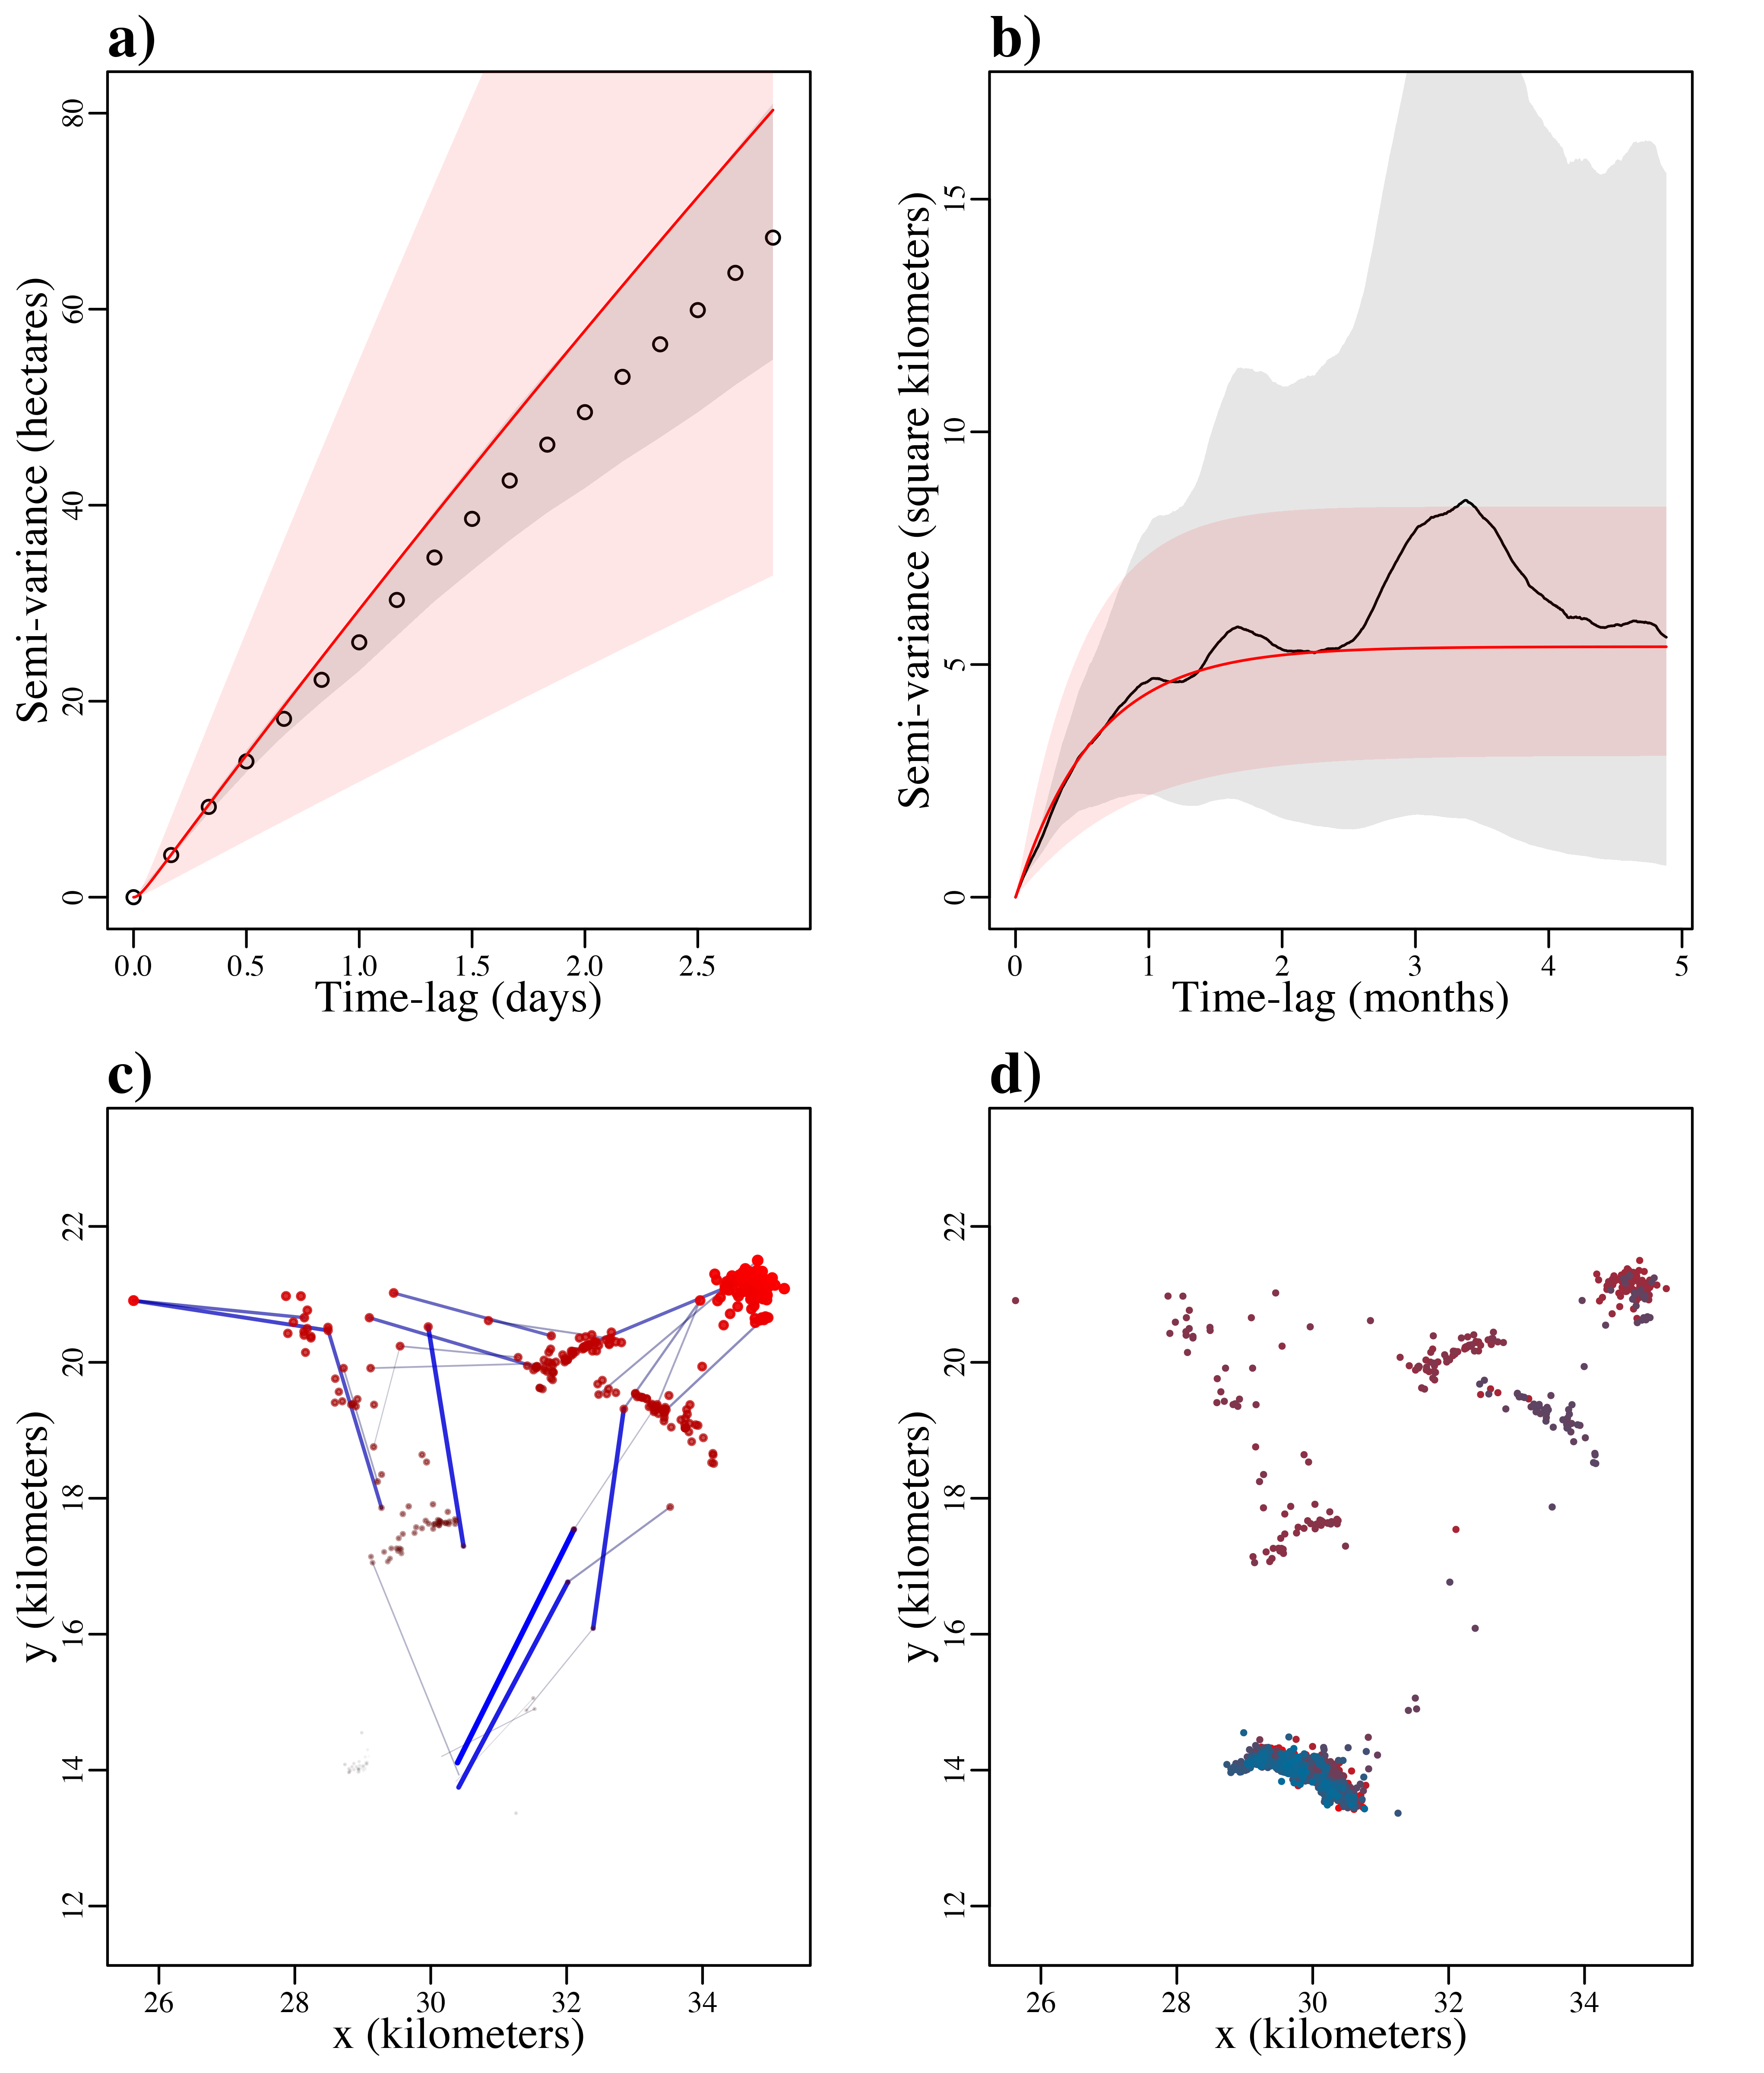 a)
Semi-variance (hectares)
80
60
40
20
0
0.0 0.5 1.0 1.5 2.0 2.5
Time-lag (days)
b)
Semi-variance (square kilometers)
15
10
5
0
0 1 2 3 4 5
Time-lag (months)
c)
y (kilometers)
22
20
18
16
14
12
26 28 30 32 34
x (kilometers)
d)
y (kilometers)
22
20
18
16
14
12
26 28 30 32 34
x (kilometers)